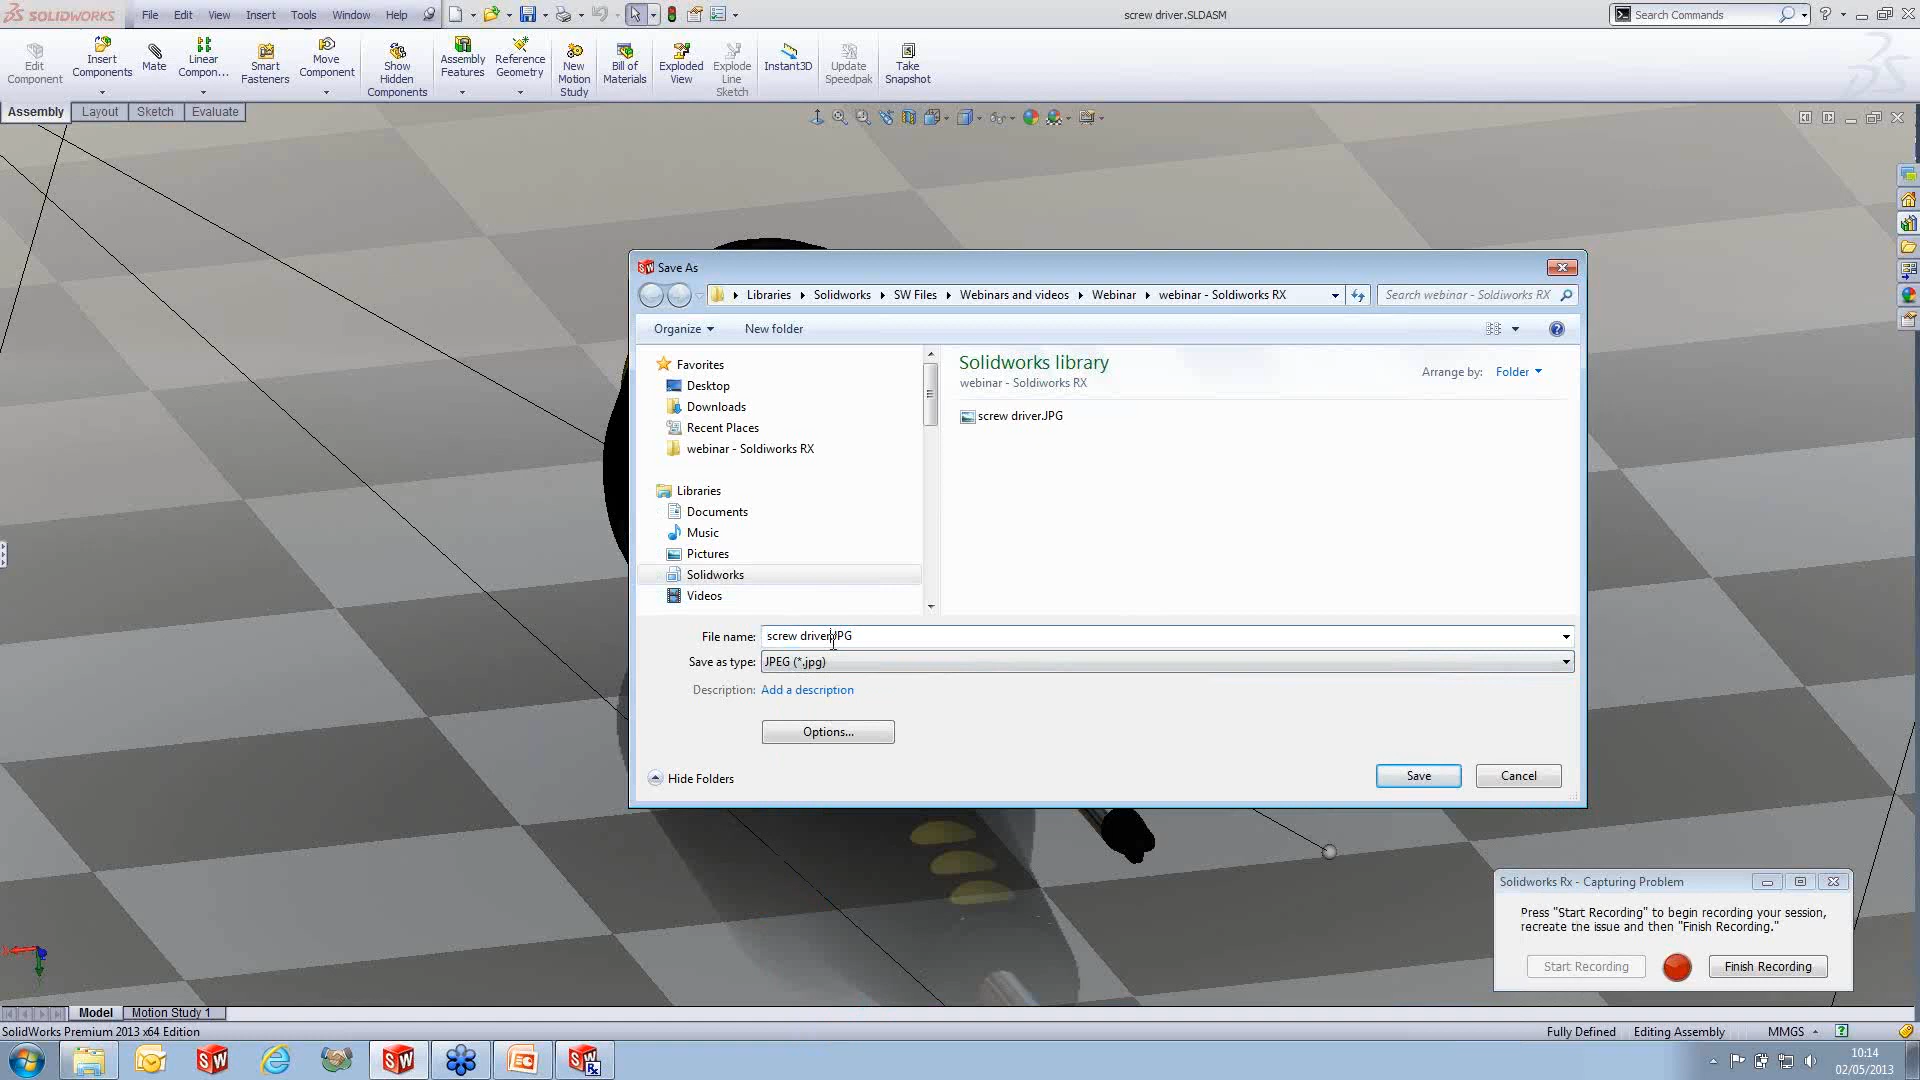 SOLIDWORKS File Edit View Insert Tools Window Help screw driver.SLDASM Search Commands
Edit Component
Insert Components
Mate
Linear Compon...
Smart Fasteners
Move Component
Show Hidden Components
Assembly Features
Reference Geometry
New Motion Study
Bill of Materials
Exploded View
Explode Line Sketch
Instant3D
Update Speedpak
Take Snapshot
Assembly Layout Sketch Evaluate
Save As
Libraries Solidworks SW Files Webinars and videos Webinar webinar - Soldiworks RX Search webinar - Soldiworks RX
Organize New folder
Favorites
Desktop
Downloads
Recent Places
webinar - Soldiworks RX
Libraries
Documents
Music
Pictures
Solidworks
Videos
Solidworks library
webinar - Soldiworks RX
Arrange by: Folder
screw driver.JPG
File name: screw driver.JPG
Save as type: JPEG (*.jpg)
Description: Add a description
Options...
Hide Folders
Save Cancel
Solidworks Rx - Capturing Problem
Press "Start Recording" to begin recording your session,
recreate the issue and then "Finish Recording."
Start Recording Finish Recording
Model Motion Study 1
SolidWorks Premium 2013 x64 Edition Fully Defined Editing Assembly MMGS
10:14
02/05/2013